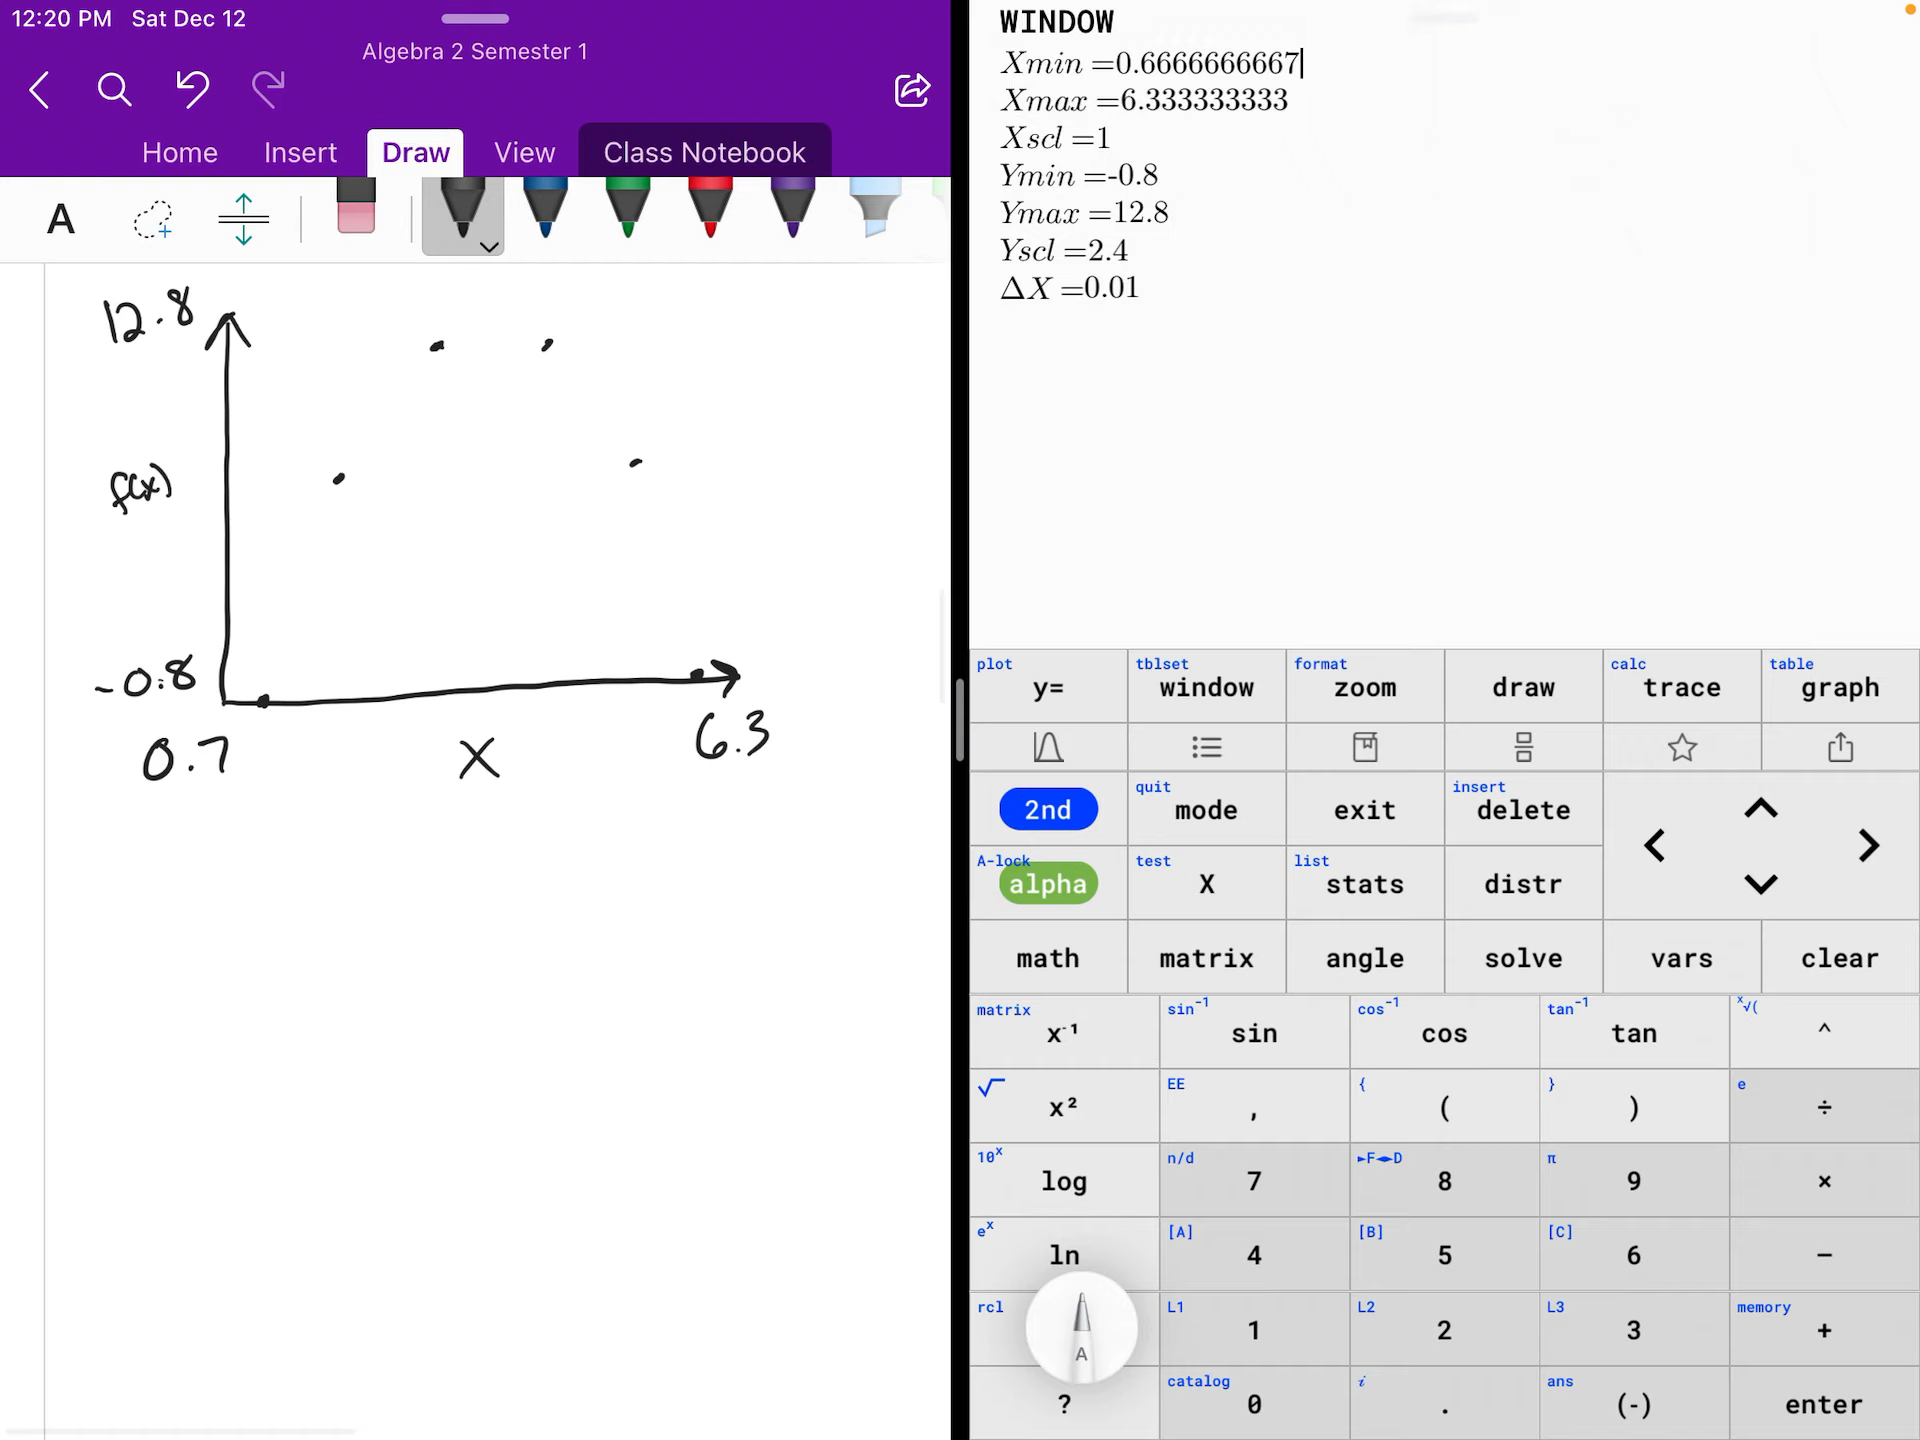 12:20 PM Sat Dec 12
Algebra 2 Semester 1
Home Insert Draw View Class Notebook
A
12.8
f(x)
-0.8
0.7 X 6.3
WINDOW
Xmin =0.6666666667
Xmax =6.333333333
Xscl =1
Ymin =-0.8
Ymax =12.8
Yscl =2.4
ΔX =0.01
plot tblset format calc table
y= window zoom draw trace graph
quit insert
2nd mode exit delete
A-lock test list
alpha X stats distr
math matrix angle solve vars clear
matrix sin⁻¹ cos⁻¹ tan⁻¹ ˣ√(
x⁻¹ sin cos tan ^
√ EE { } e
x² , ( ) ÷
10ˣ n/d ►F◄►D π
log 7 8 9 ×
eˣ [A] [B] [C]
ln 4 5 6 −
rcl L1 L2 L3 memory
A 1 2 3 +
catalog i ans
? 0 . (-) enter